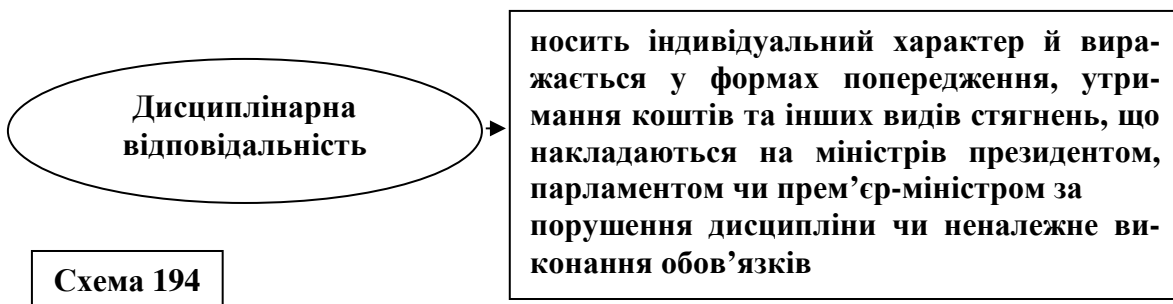 Дисциплінарна
відповідальність
носить індивідуальний характер й вира-
жається у формах попередження, утри-
мання коштів та інших видів стягнень, що
накладаються на міністрів президентом,
парламентом чи прем’єр-міністром за
порушення дисципліни чи неналежне ви-
конання обов’язків
Схема 194